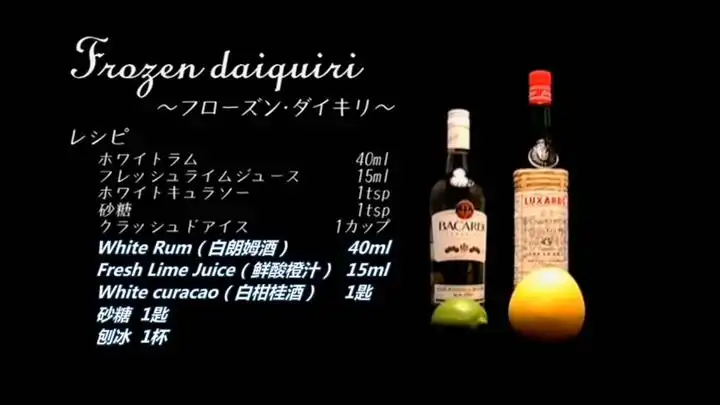 Frozen daiquiri
～フローズン・ダイキリ～
レシピ
ホワイトラム 40ml
フレッシュライムジュース 15ml
ホワイトキュラソー 1tsp
砂糖 1tsp
クラッシュドアイス 1カップ
White Rum（白朗姆酒） 40ml
Fresh Lime Juice（鲜酸橙汁） 15ml
White curacao（白柑桂酒） 1匙
砂糖 1匙
刨冰 1杯
BACARDI
LUXARDO